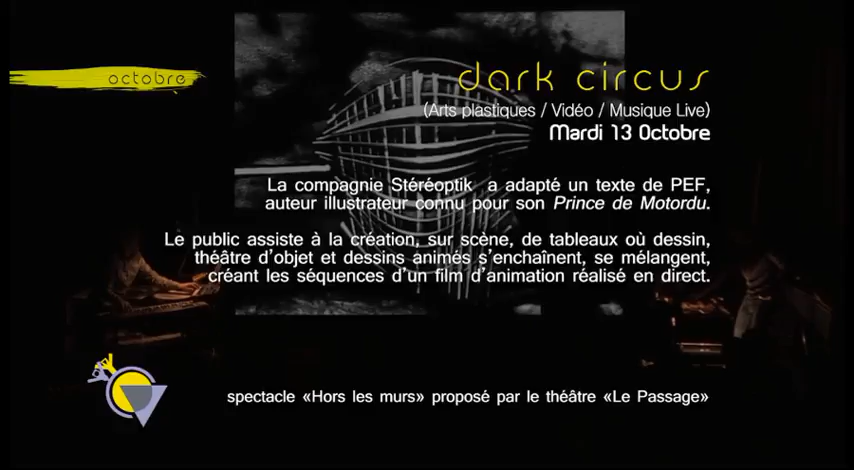 octobre
dark circus
(Arts plastiques / Vidéo / Musique Live)
Mardi 13 Octobre
La compagnie Stéréoptik a adapté un texte de PEF,
auteur illustrateur connu pour son Prince de Motordu.
Le public assiste à la création, sur scène, de tableaux où dessin,
théâtre d'objet et dessins animés s'enchaînent, se mélangent,
créant les séquences d'un film d'animation réalisé en direct.
spectacle «Hors les murs» proposé par le théâtre «Le Passage»